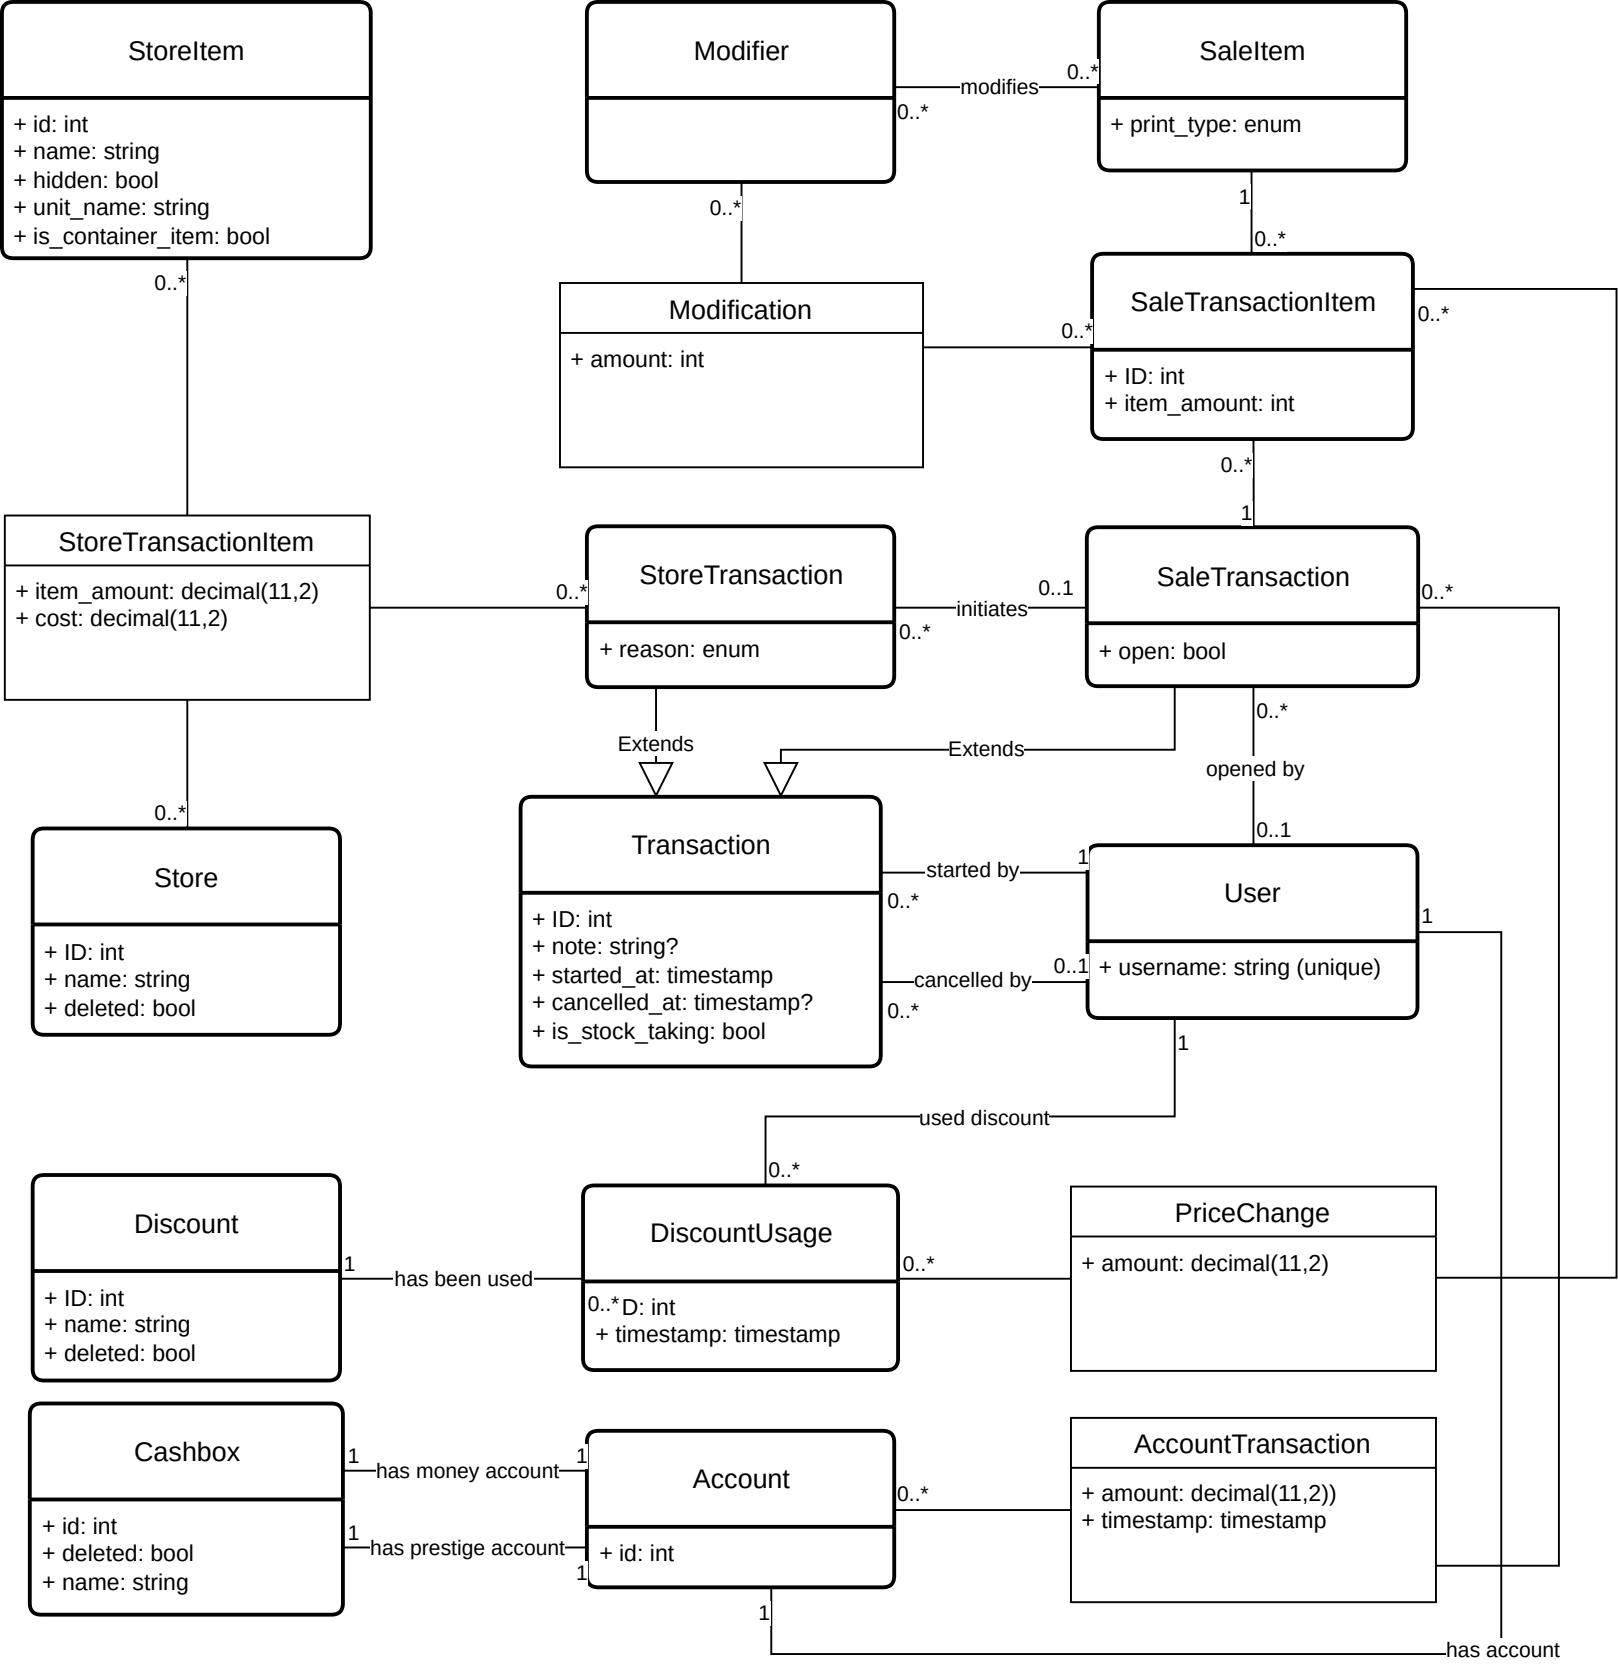 StoreItem
+ id: int
+ name: string
+ hidden: bool
+ unit_name: string
+ is_container_item: bool
0..*
Modifier
0..*
modifies
0..*
SaleItem
+ print_type: enum
1
0..*
0..*
Modification
+ amount: int
0..*
SaleTransactionItem
+ ID: int
+ item_amount: int
0..*
0..*
1
StoreTransactionItem
+ item_amount: decimal(11,2)
+ cost: decimal(11,2)
0..*
StoreTransaction
+ reason: enum
0..*
initiates
0..1
SaleTransaction
+ open: bool
0..*
Extends
Extends
0..*
opened by
0..1
0..*
Store
+ ID: int
+ name: string
+ deleted: bool
Transaction
+ ID: int
+ note: string?
+ started_at: timestamp
+ cancelled_at: timestamp?
+ is_stock_taking: bool
started by
1
0..*
cancelled by
0..1
0..*
User
+ username: string (unique)
1
1
used discount
0..*
Discount
+ ID: int
+ name: string
+ deleted: bool
1
has been used
DiscountUsage
0..* D: int
+ timestamp: timestamp
0..*
PriceChange
+ amount: decimal(11,2)
Cashbox
+ id: int
+ deleted: bool
+ name: string
1
has money account
1
1
has prestige account
1
Account
+ id: int
0..*
1
AccountTransaction
+ amount: decimal(11,2))
+ timestamp: timestamp
has account